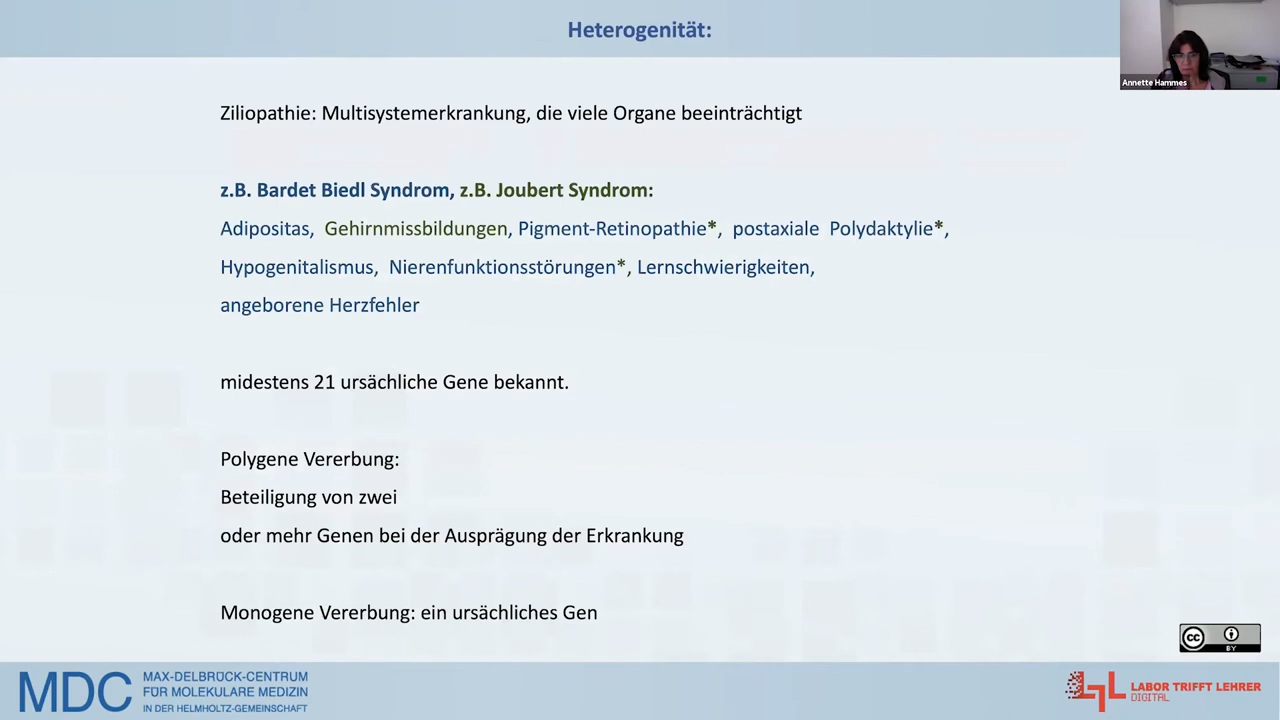 Heterogenität:
Annette Hammes
Ziliopathie: Multisystemerkrankung, die viele Organe beeinträchtigt
z.B. Bardet Biedl Syndrom, z.B. Joubert Syndrom:
Adipositas, Gehirnmissbildungen, Pigment-Retinopathie*, postaxiale Polydaktylie*,
Hypogenitalismus, Nierenfunktionsstörungen*, Lernschwierigkeiten,
angeborene Herzfehler
midestens 21 ursächliche Gene bekannt.
Polygene Vererbung:
Beteiligung von zwei
oder mehr Genen bei der Ausprägung der Erkrankung
Monogene Vererbung: ein ursächliches Gen
cc BY
MDC
MAX-DELBRÜCK-CENTRUM
FÜR MOLEKULARE MEDIZIN
IN DER HELMHOLTZ-GEMEINSCHAFT
LABOR TRIFFT LEHRER
DIGITAL